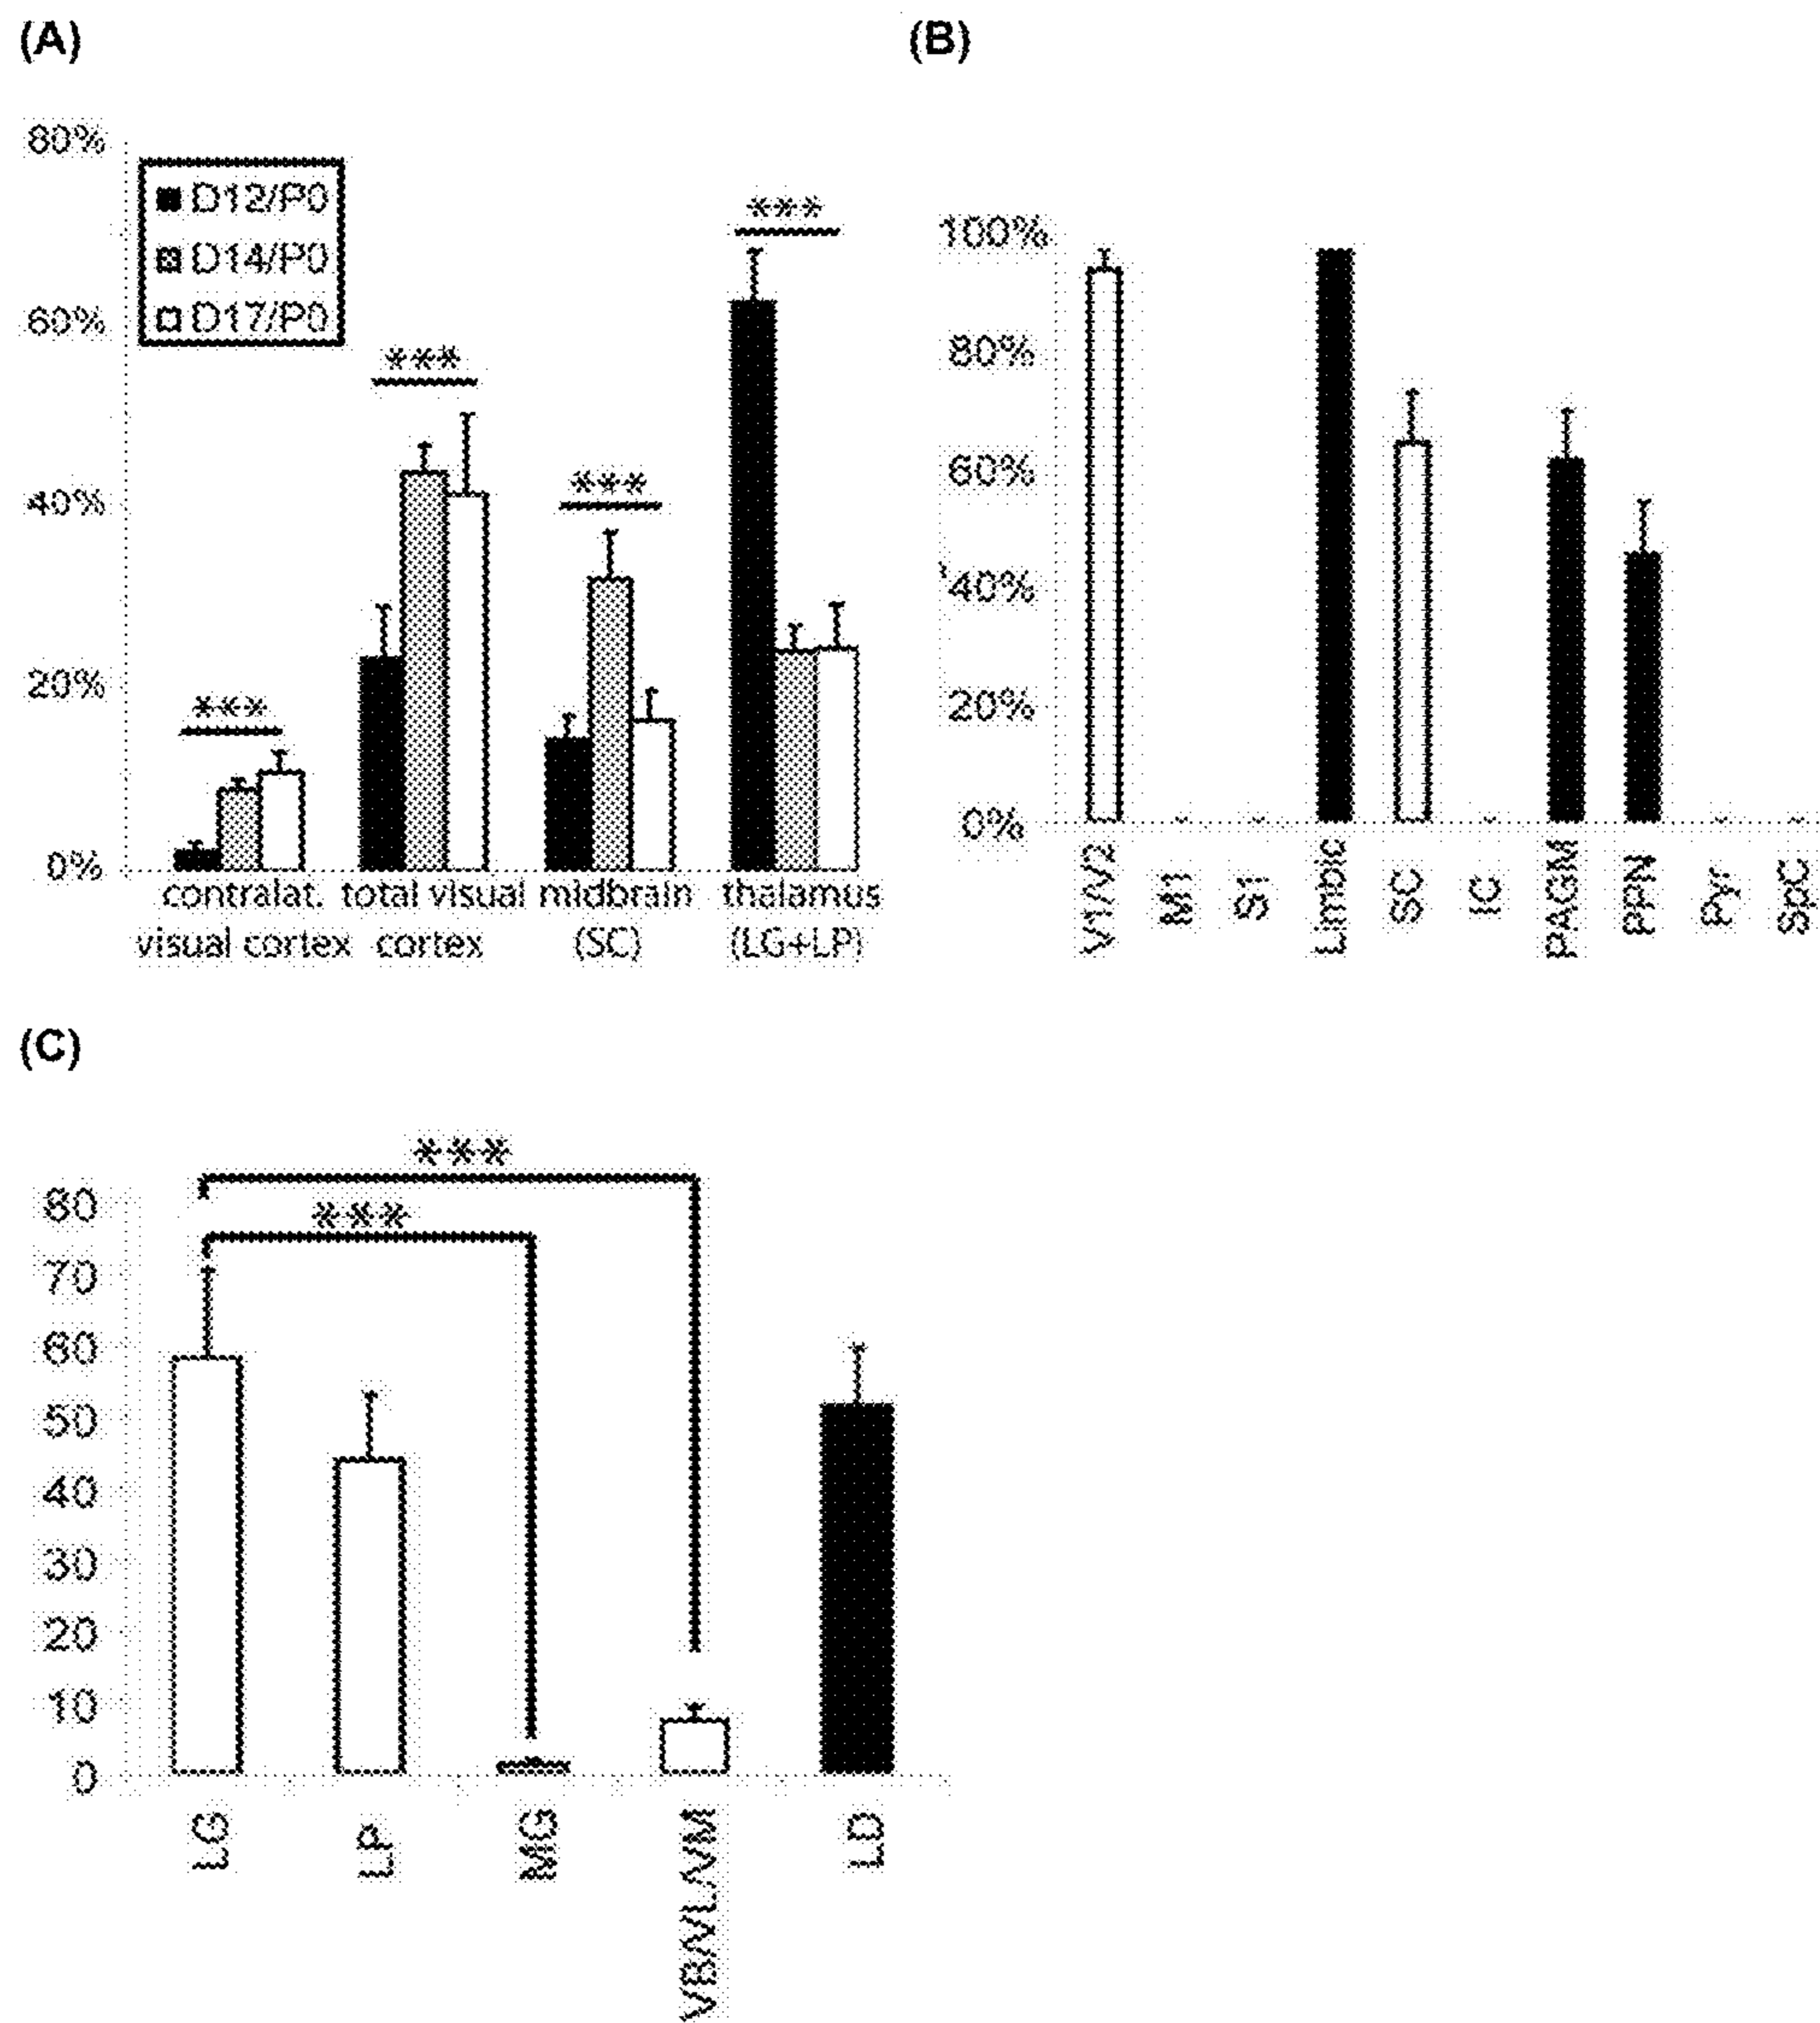 (A)
80%
60%
40%
20%
0%
D12/P0
D14/P0
D17/P0
***
***
***
***
contralat. total visual midbrain thalamus
visual cortex cortex (SC) (LG+LP)
(B)
100%
80%
60%
40%
20%
0%
V1/V2
M1
S1
Limbic
SC
IC
PAGM
PPN
Pyr
SpC
(C)
***
***
80
70
60
50
40
30
20
10
0
LG
LP
MG
VB/VL/VM
LD